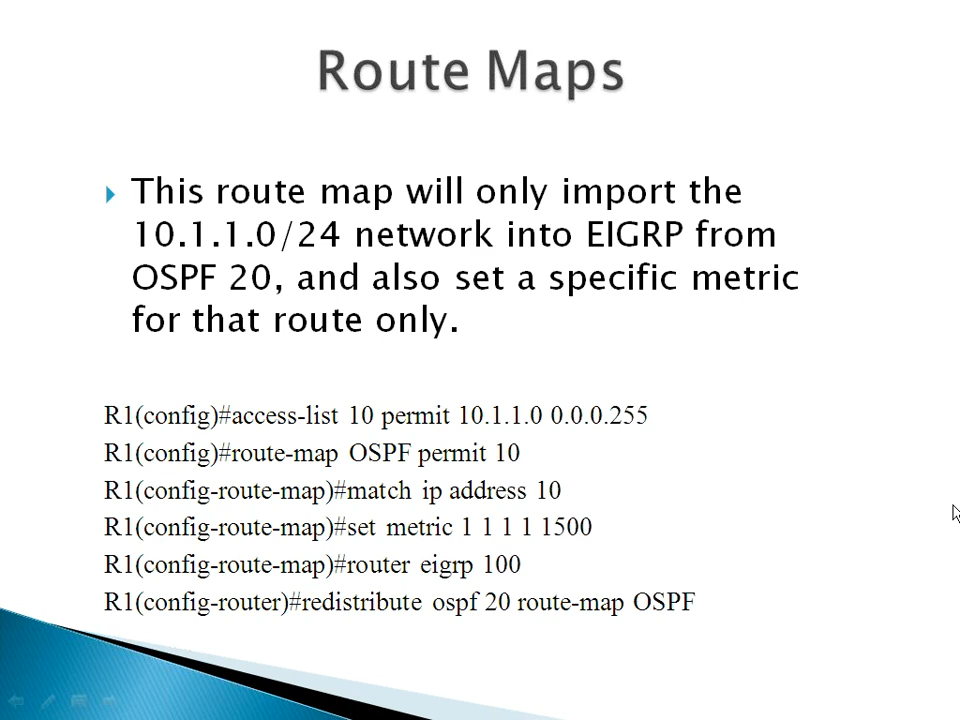 Route Maps
This route map will only import the
10.1.1.0/24 network into EIGRP from
OSPF 20, and also set a specific metric
for that route only.
R1(config)#access-list 10 permit 10.1.1.0 0.0.0.255
R1(config)#route-map OSPF permit 10
R1(config-route-map)#match ip address 10
R1(config-route-map)#set metric 1 1 1 1 1500
R1(config-route-map)#router eigrp 100
R1(config-router)#redistribute ospf 20 route-map OSPF